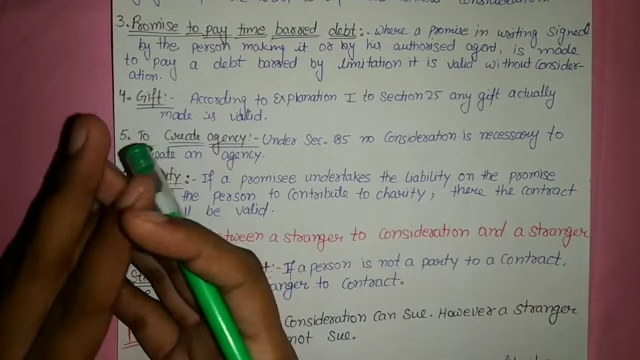 3. Promise to pay time barred debt:- Where a promise in writing signed
by the person making it or by his authorised agent, is made
to pay a debt barred by limitation it is valid without consider-
ation.
4. Gift:- According to Explanation I to Section 25 any gift actually
made is valid.
5. To Create agency:- Under Sec. 185 no Consideration is necessary to
an agency.
:- If a promisee undertakes the liability on the promise
the person to Contribute to charity, there the contract
be valid.
between a stranger to consideration and a stranger
:- If a person is not a party to a Contract,
to contract.
Consideration can Sue. However a stranger
not Sue.